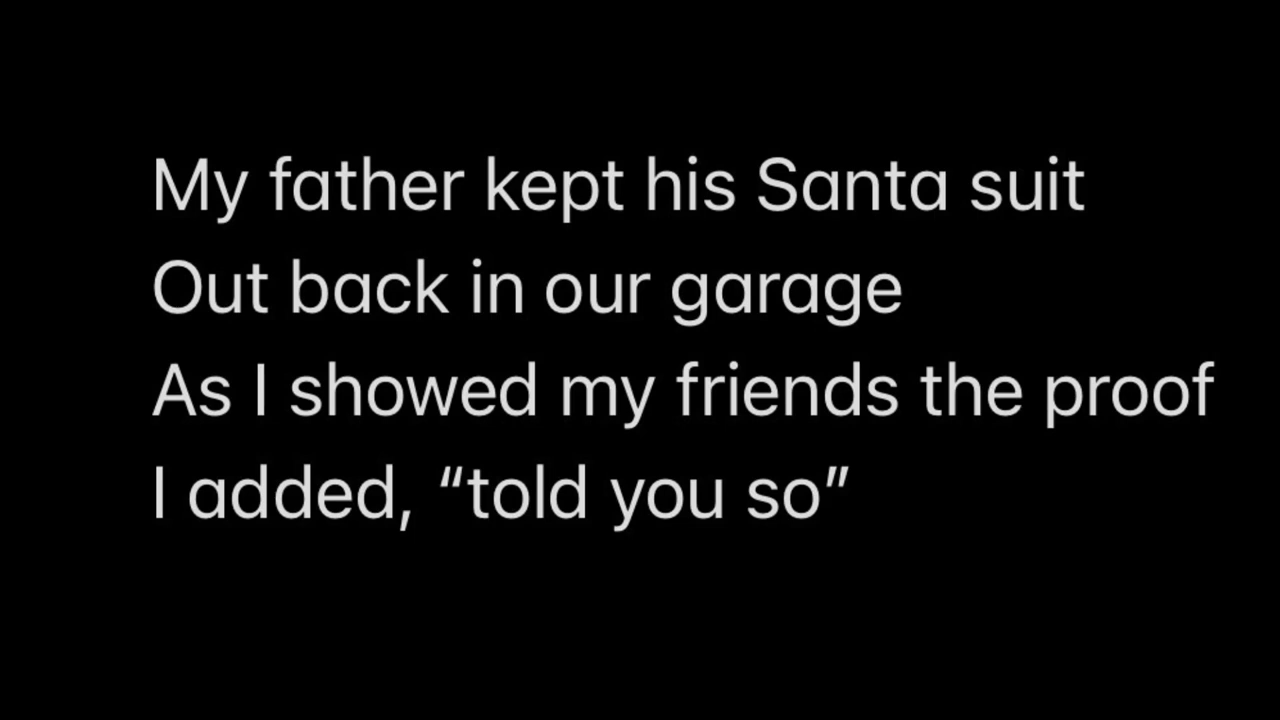 My father kept his Santa suit
Out back in our garage
As I showed my friends the proof
I added, “told you so”